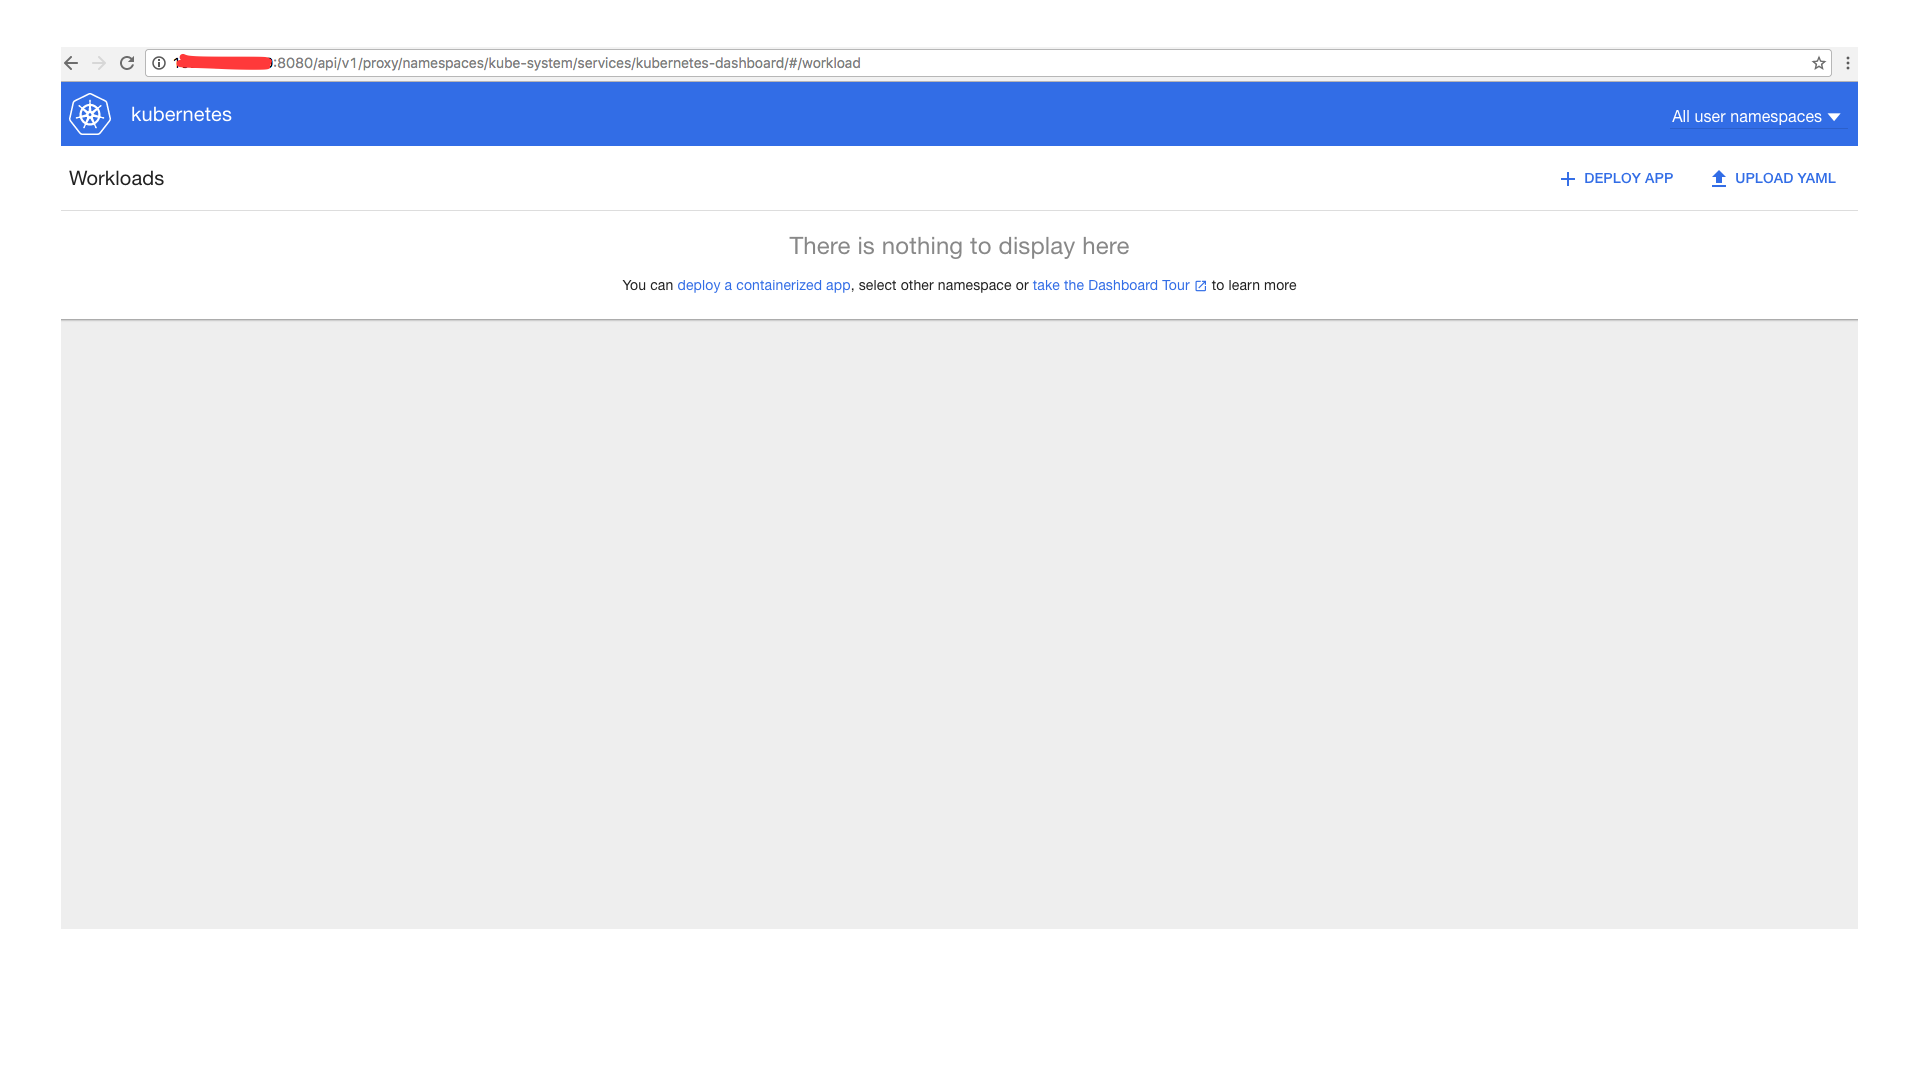 :8080/api/v1/proxy/namespaces/kube-system/services/kubernetes-dashboard/#/workload
kubernetes
All user namespaces
Workloads
DEPLOY APP
UPLOAD YAML
There is nothing to display here
You can deploy a containerized app, select other namespace or take the Dashboard Tour to learn more